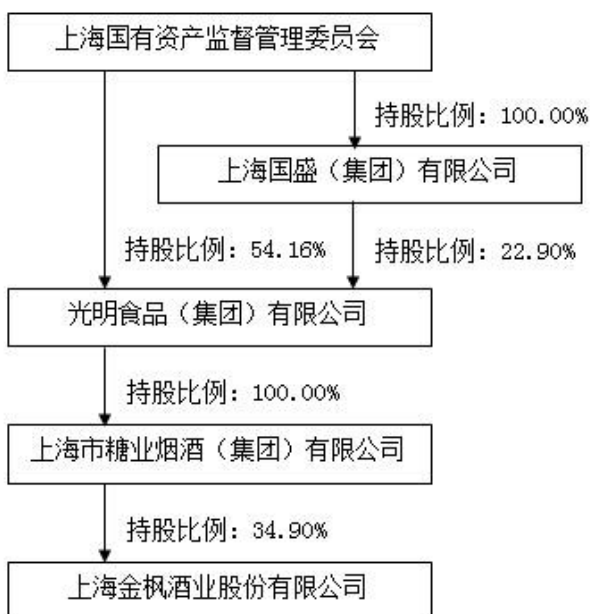 上海国有资产监督管理委员会
持股比例：100.00%
上海国盛（集团）有限公司
持股比例：54.16%
持股比例：22.90%
光明食品（集团）有限公司
持股比例：100.00%
上海市糖业烟酒（集团）有限公司
持股比例：34.90%
上海金枫酒业股份有限公司